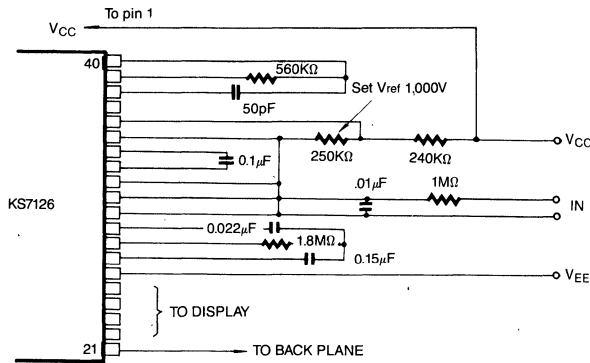 To pin 1
VCC
40
560KΩ
50pF
Set Vref 1,000V
VCC
250KΩ
240KΩ
0.1μF
.01μF
1MΩ
IN
KS7126
0.022μF
1.8MΩ
0.15μF
VEE
TO DISPLAY
21
TO BACK PLANE